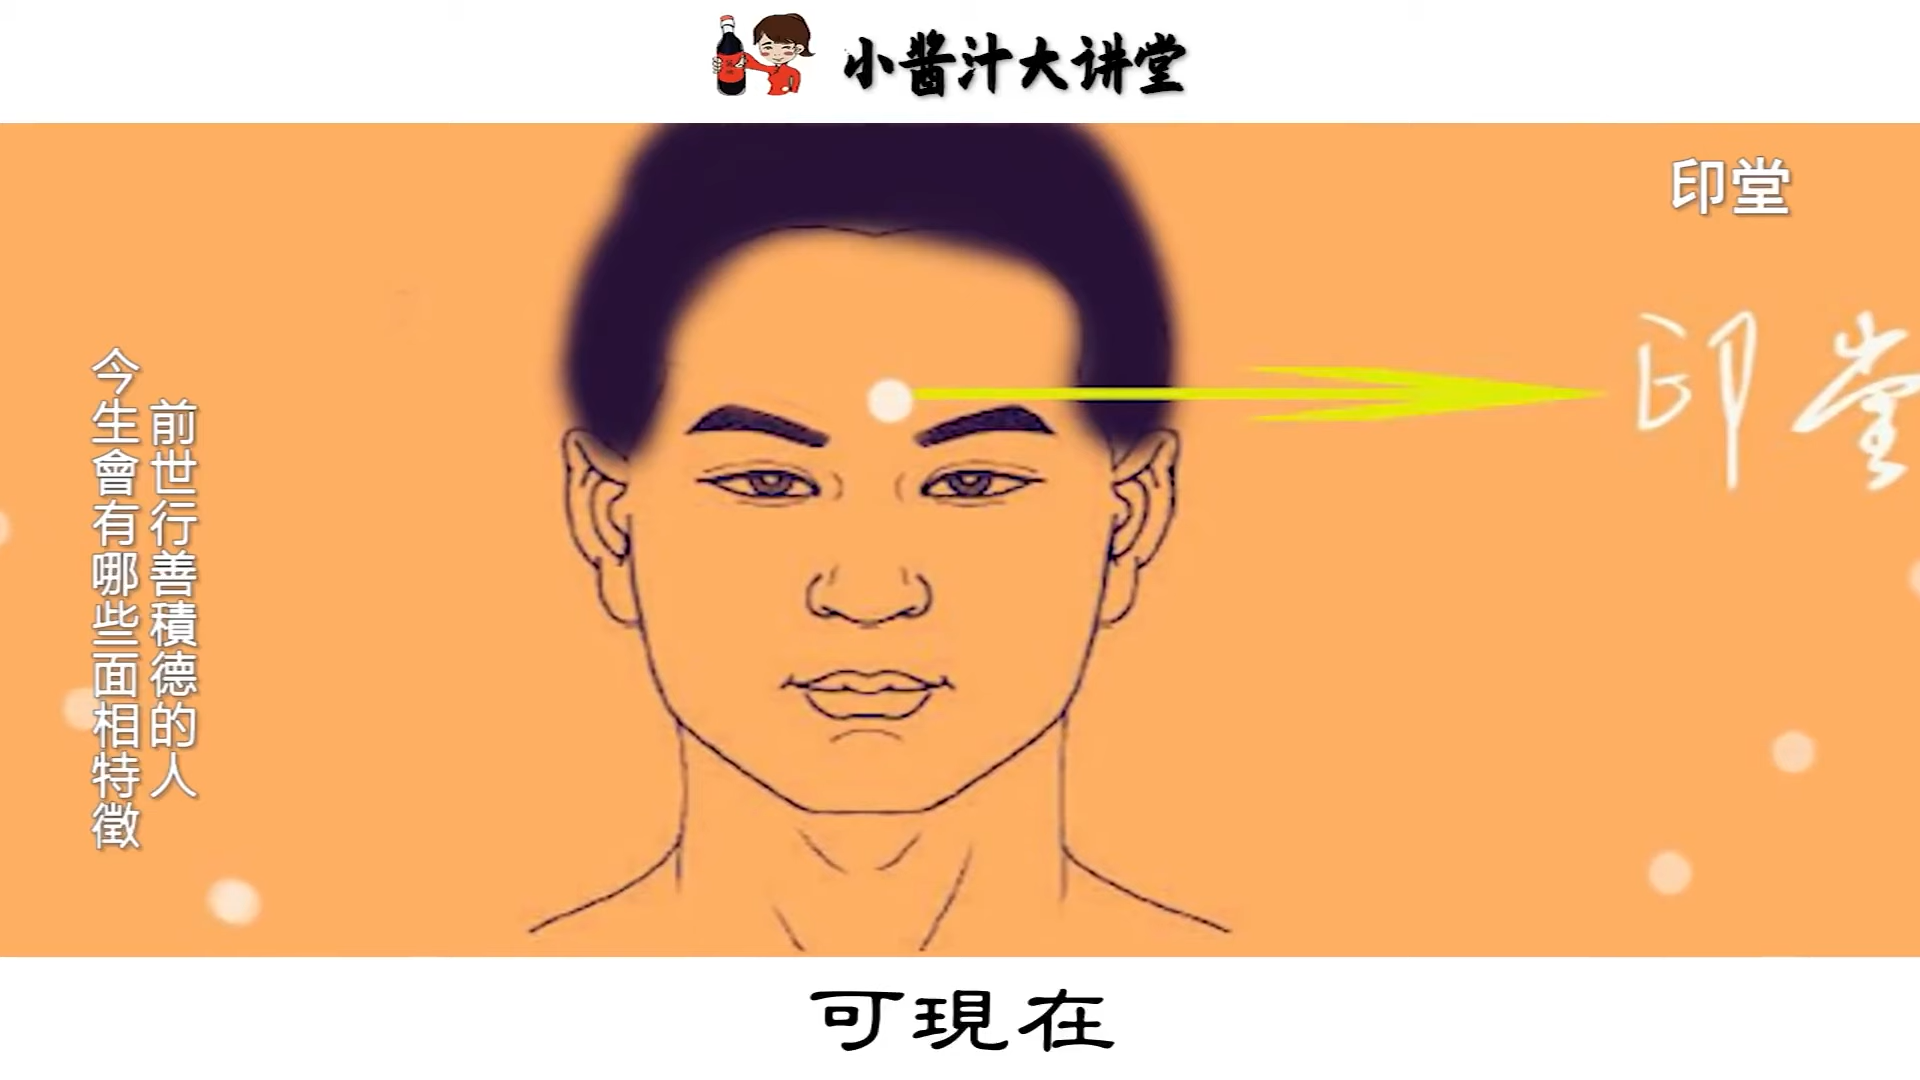 小酱汁大讲堂
印堂
印堂
前世行善積德的人
今生會有哪些面相特徵
可現在